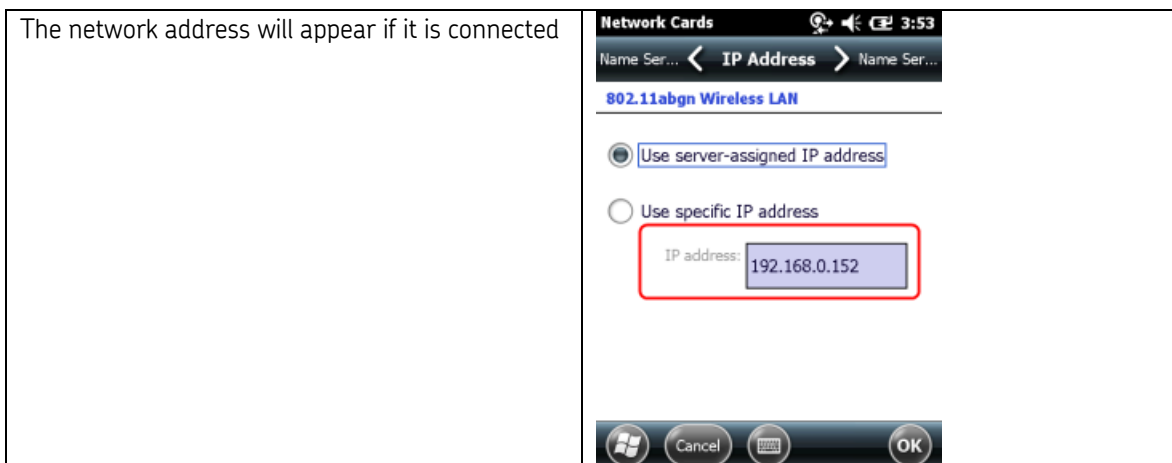 The network address will appear if it is connected
Network Cards 3:53
Name Ser... IP Address Name Ser...
802.11abgn Wireless LAN
Use server-assigned IP address
Use specific IP address
IP address: 192.168.0.152
Cancel OK